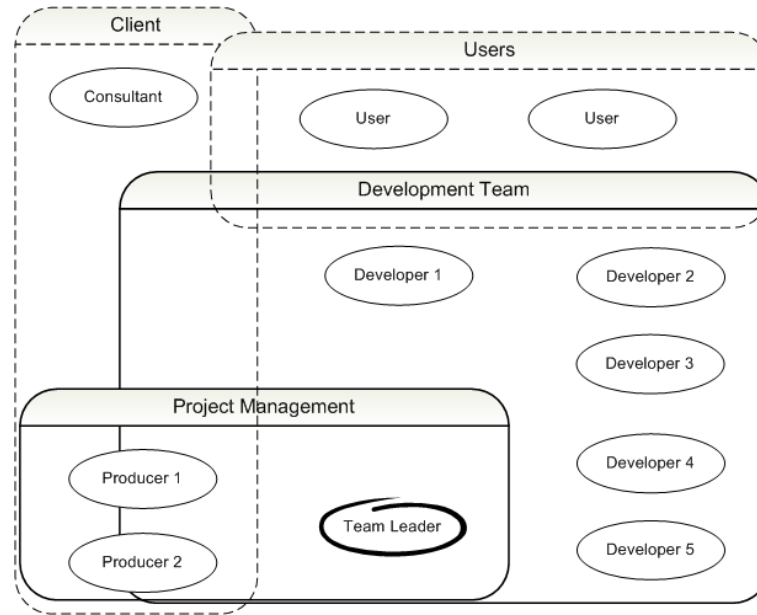 Client
Users
Consultant
User
User
Development Team
Developer 1
Developer 2
Developer 3
Project Management
Developer 4
Producer 1
Team Leader
Developer 5
Producer 2